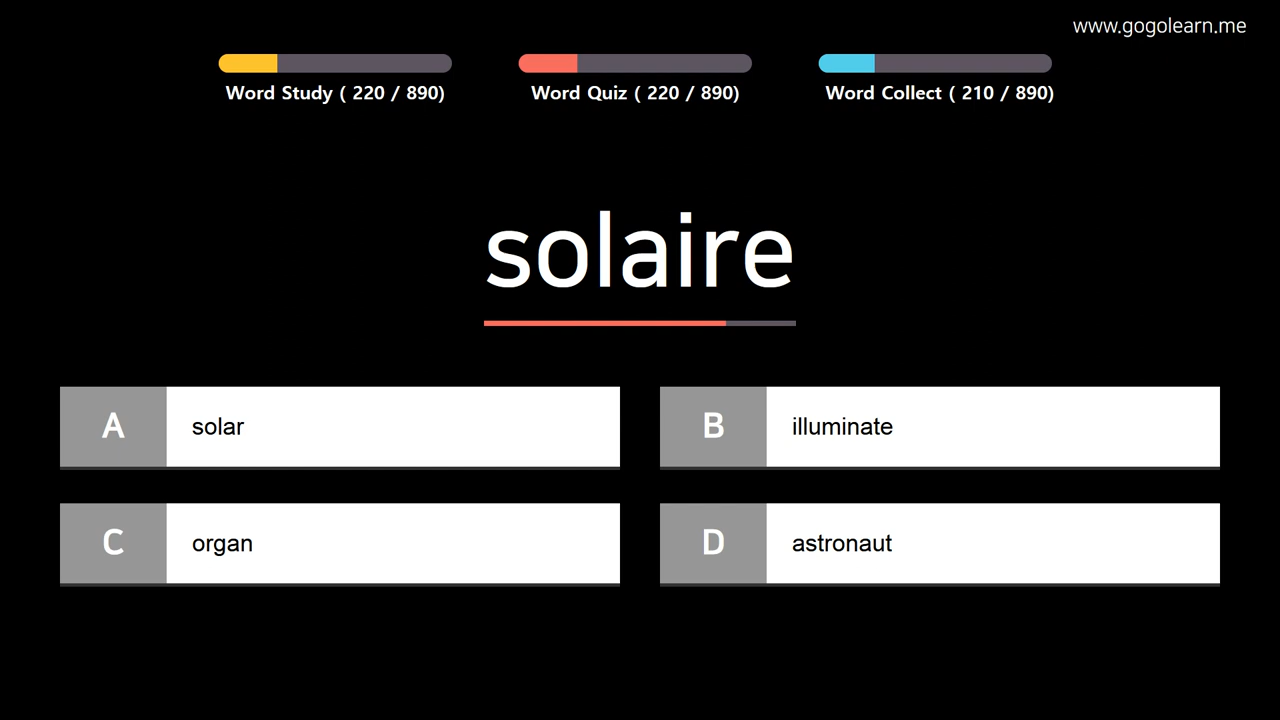 www.gogolearn.me
Word Study ( 220 / 890)
Word Quiz ( 220 / 890)
Word Collect ( 210 / 890)
solaire
A solar
B illuminate
C organ
D astronaut